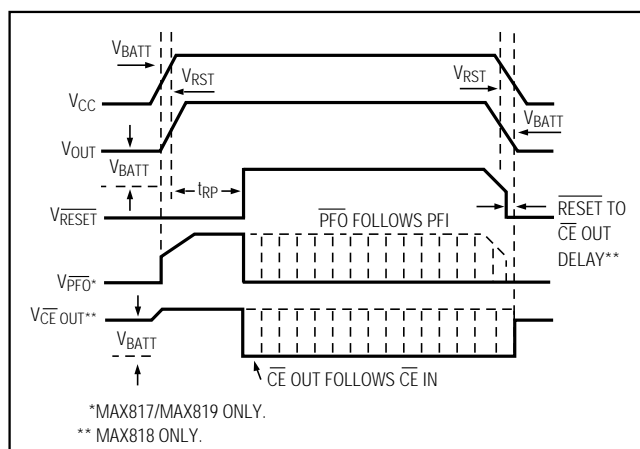 VBATT
VRST
VCC
VRST
VBATT
VOUT
VBATT
tRP
VRESET
PFO FOLLOWS PFI
RESET TO
CE OUT
DELAY**
VPFO*
VCE OUT**
VBATT
CE OUT FOLLOWS CE IN
*MAX817/MAX819 ONLY.
** MAX818 ONLY.